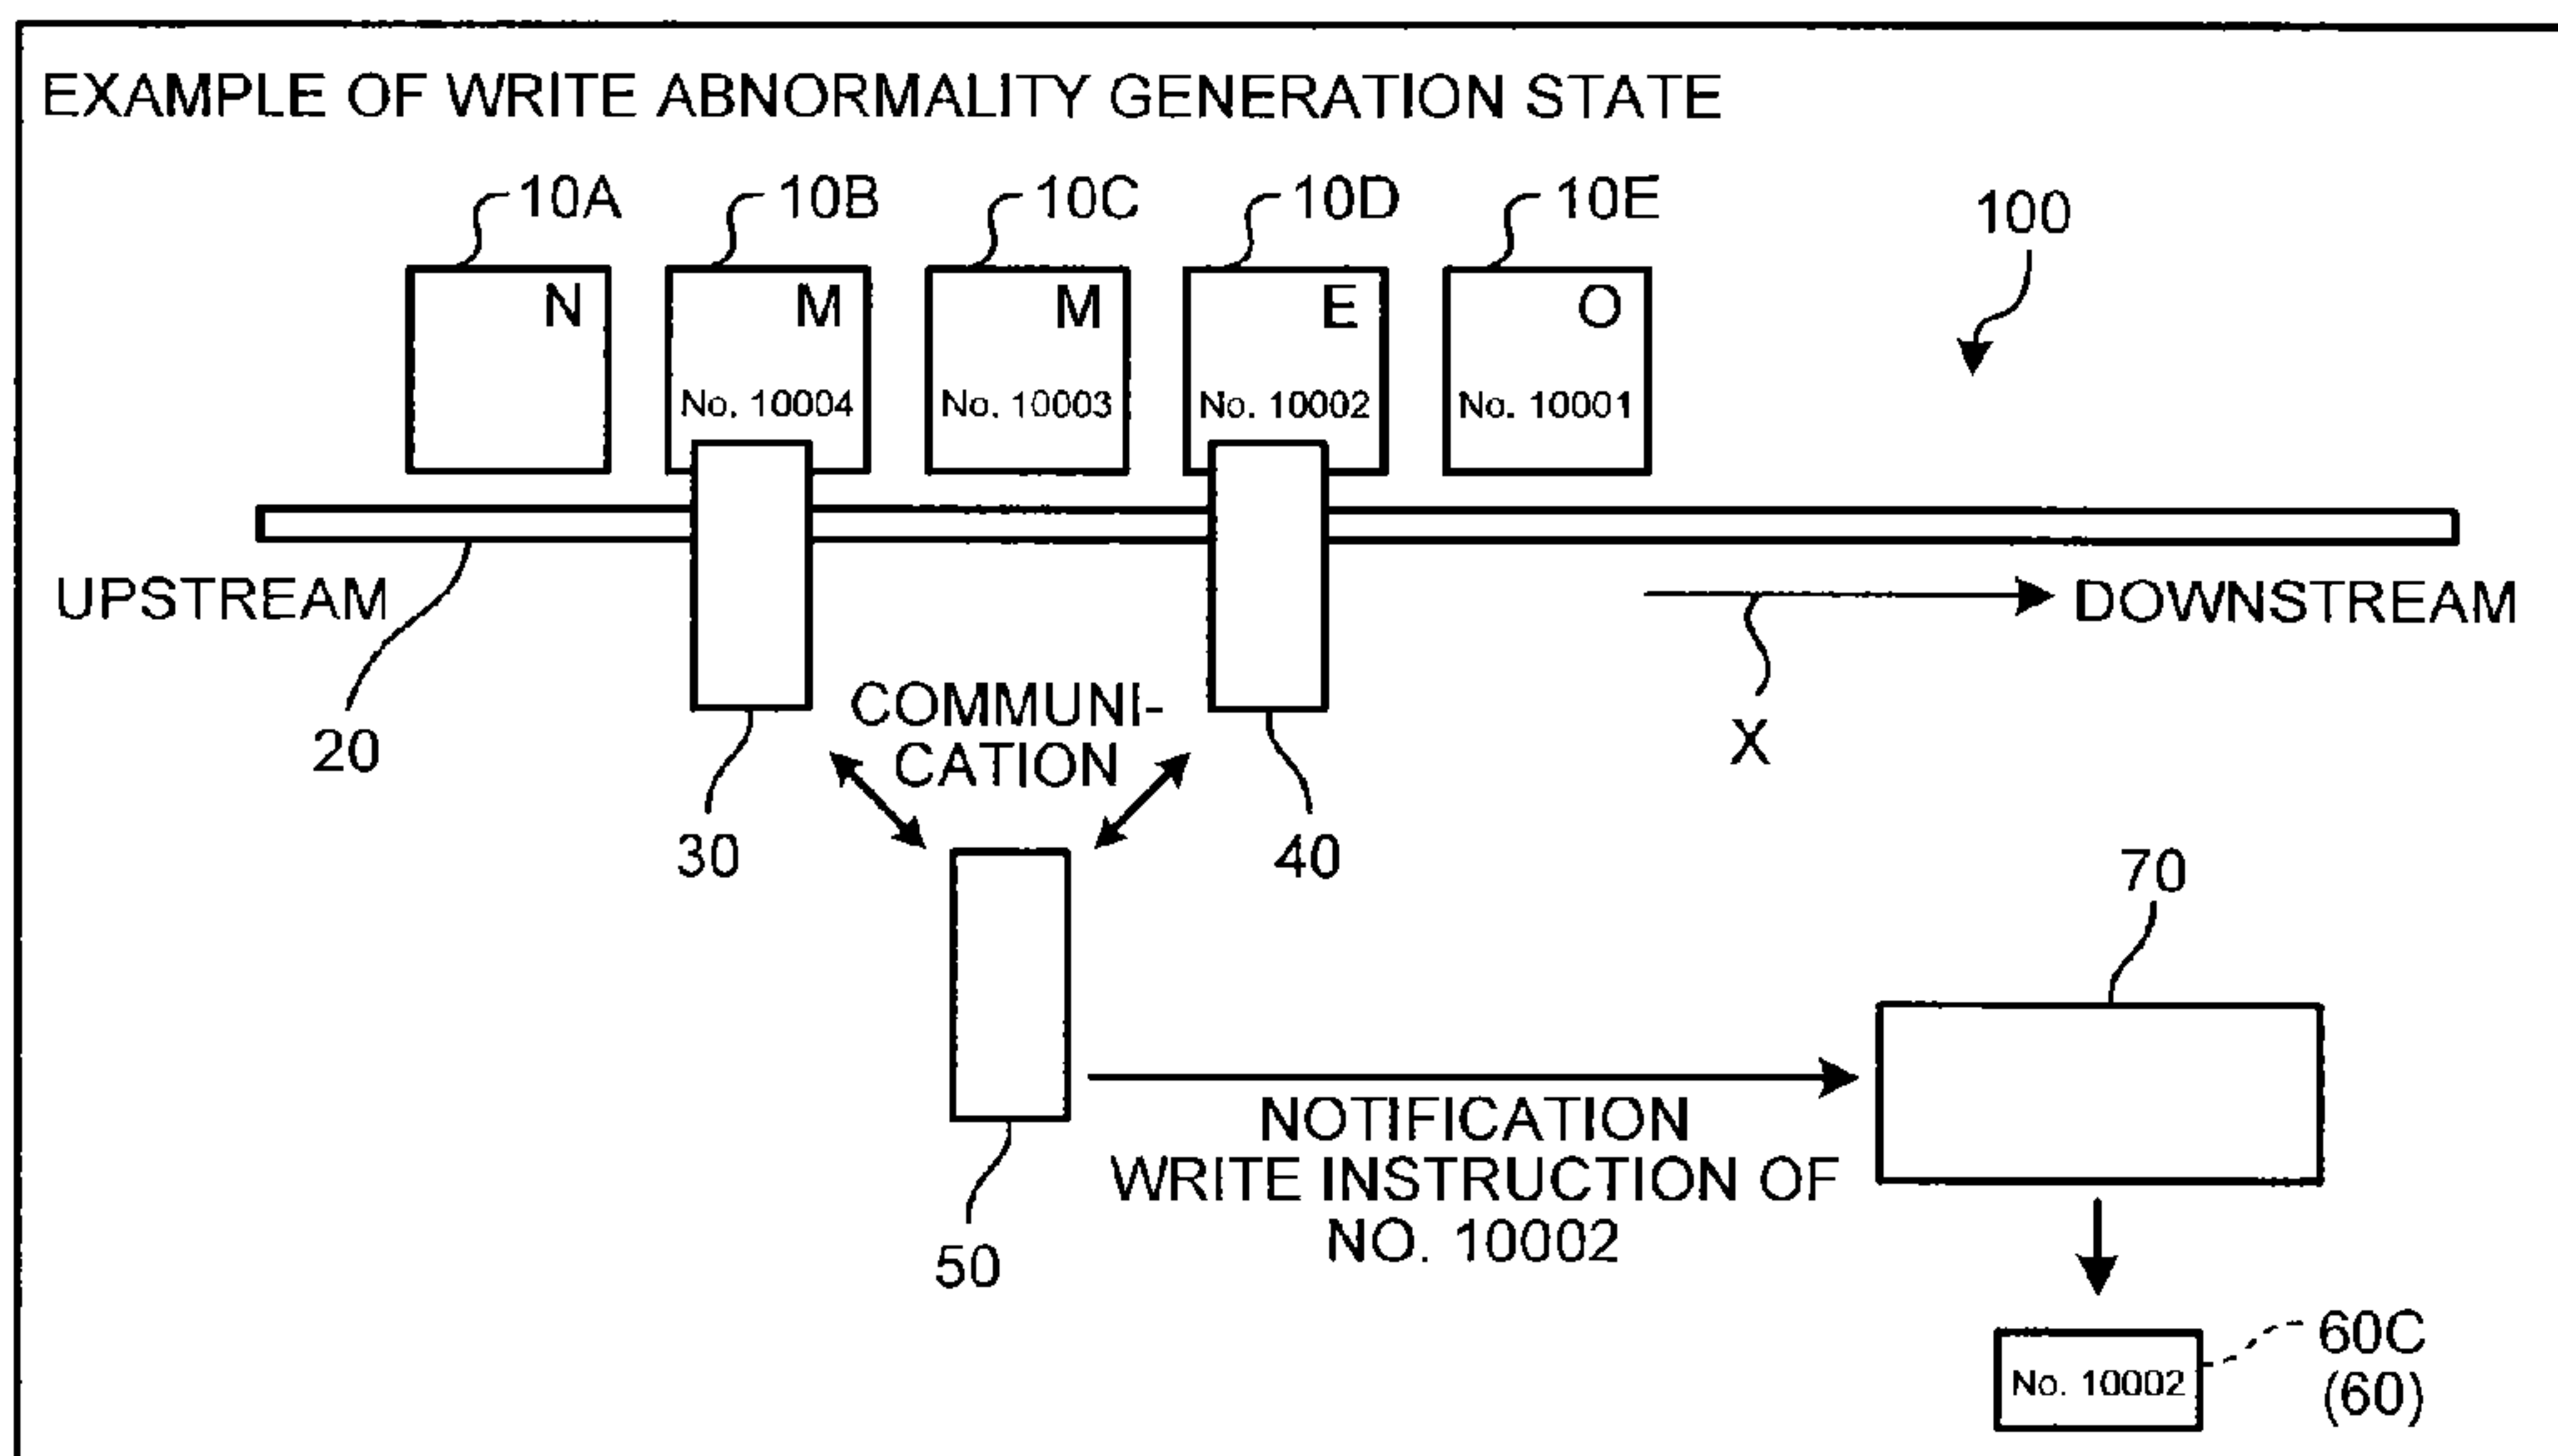 EXAMPLE OF WRITE ABNORMALITY GENERATION STATE
10A 10B 10C 10D 10E
100
N M M E O
No. 10004 No. 10003 No. 10002 No. 10001
UPSTREAM
DOWNSTREAM
20
COMMUNI-
CATION
X
30
40
70
NOTIFICATION
WRITE INSTRUCTION OF
NO. 10002
50
60C
No. 10002
(60)